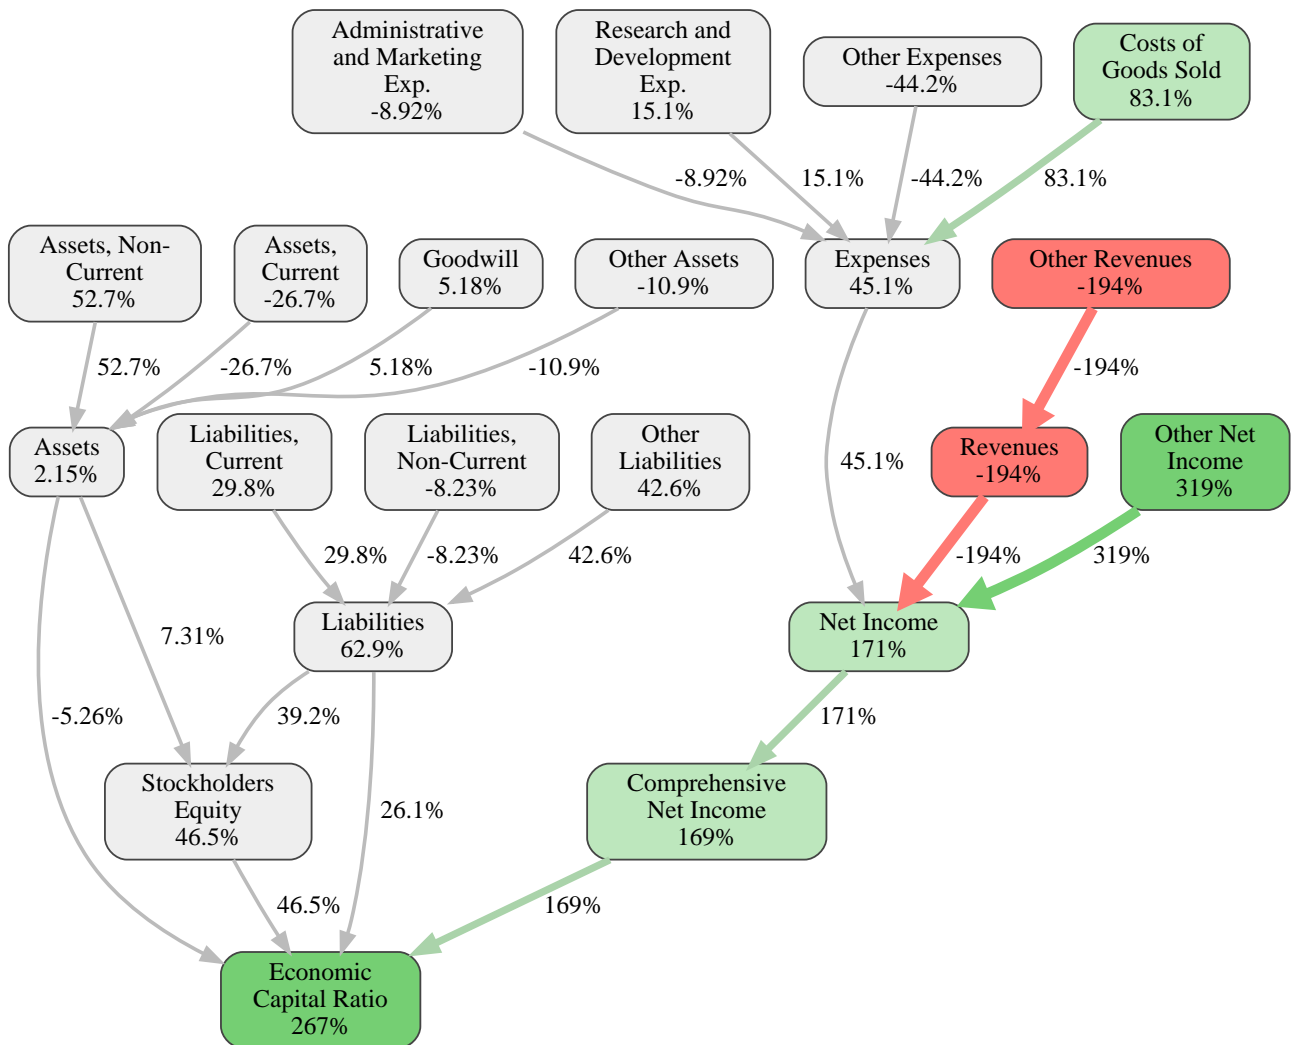 Administrative
and Marketing
Exp.
-8.92%
Research and
Development
Exp.
15.1%
Other Expenses
-44.2%
Costs of
Goods Sold
83.1%
-8.92%
15.1%
-44.2%
83.1%
Assets, Non-
Current
52.7%
Assets,
Current
-26.7%
Goodwill
5.18%
Other Assets
-10.9%
Expenses
45.1%
Other Revenues
-194%
52.7%
-26.7%
5.18%
-10.9%
-194%
Assets
2.15%
Liabilities,
Current
29.8%
Liabilities,
Non-Current
-8.23%
Other
Liabilities
42.6%
45.1%
Revenues
-194%
Other Net
Income
319%
29.8%
-8.23%
42.6%
-194%
319%
7.31%
Liabilities
62.9%
Net Income
171%
-5.26%
39.2%
171%
Stockholders
Equity
46.5%
26.1%
Comprehensive
Net Income
169%
46.5%
169%
Economic
Capital Ratio
267%